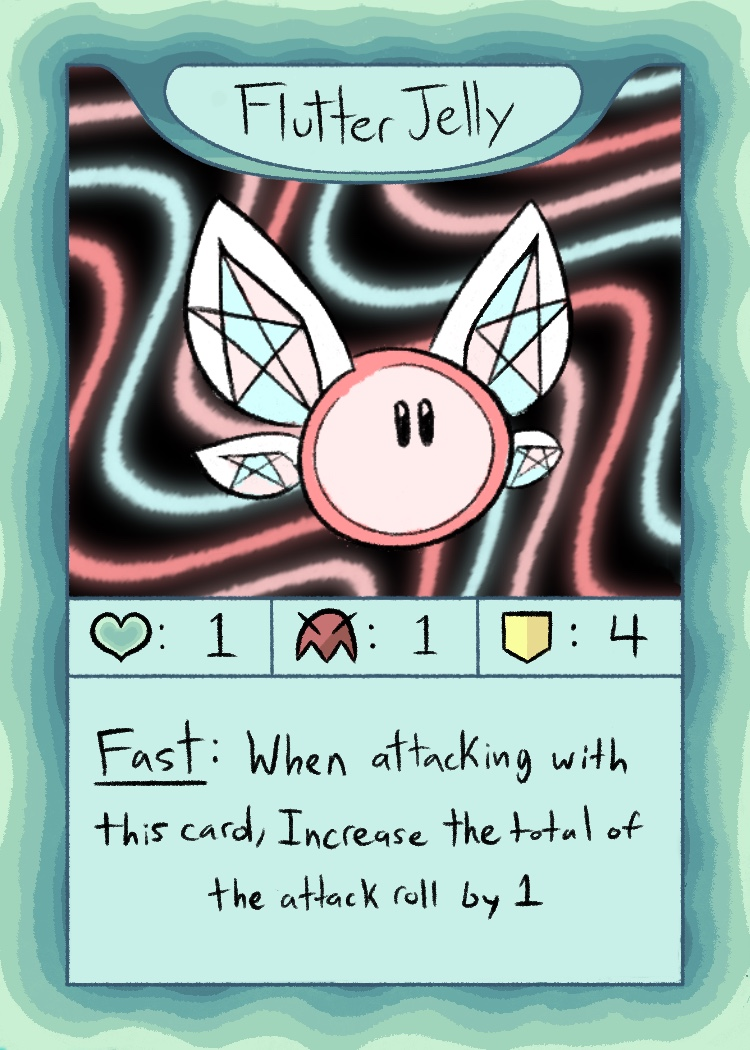 Flutter Jelly
: 1 : 1 : 4
Fast: When attacking with
this card, Increase the total of
the attack roll by 1